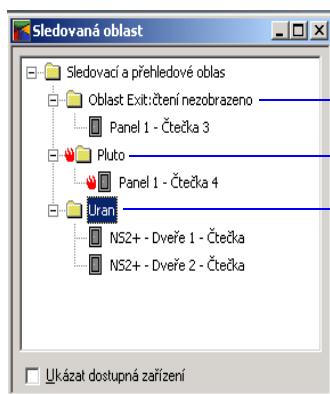 Sledovaná oblast
Sledovací a přehledové oblas
Oblast Exit:čtení nezobrazeno
Panel 1 - Čtečka 3
Pluto
Panel 1 - Čtečka 4
Uran
NS2+ - Dveře 1 - Čtečka
NS2+ - Dveře 2 - Čtečka
Ukázat dostupná zařízení